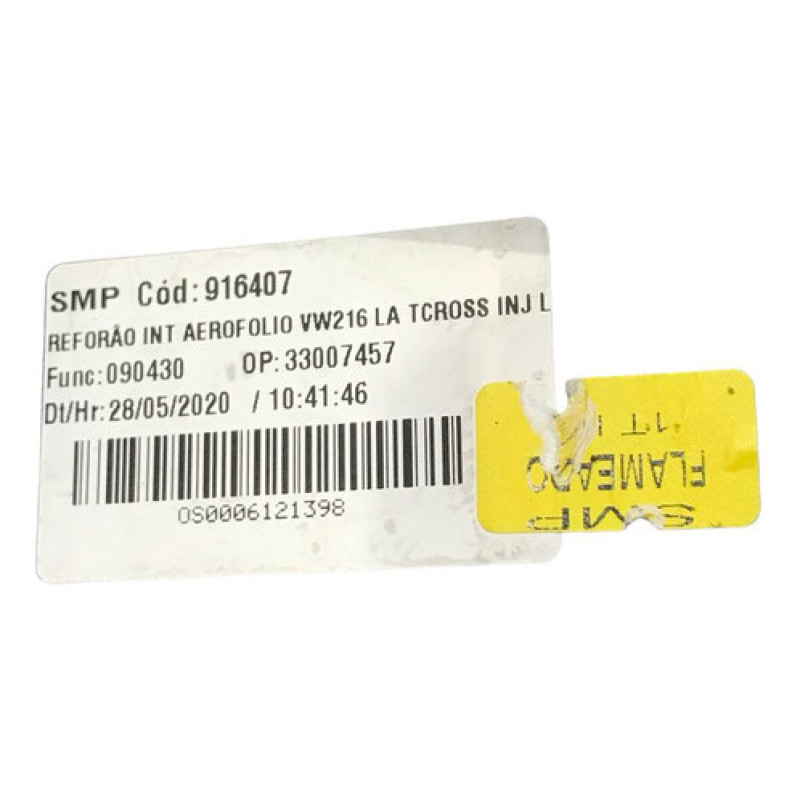 SMP Cód:916407
REFORÃO INT AEROFOLIO VW216 LA TCROSS INJ L
Func:090430 OP:33007457
Dt/Hr:28/05/2020 / 10:41:46
OS0006121398
SMP
FLAMEADO
1T